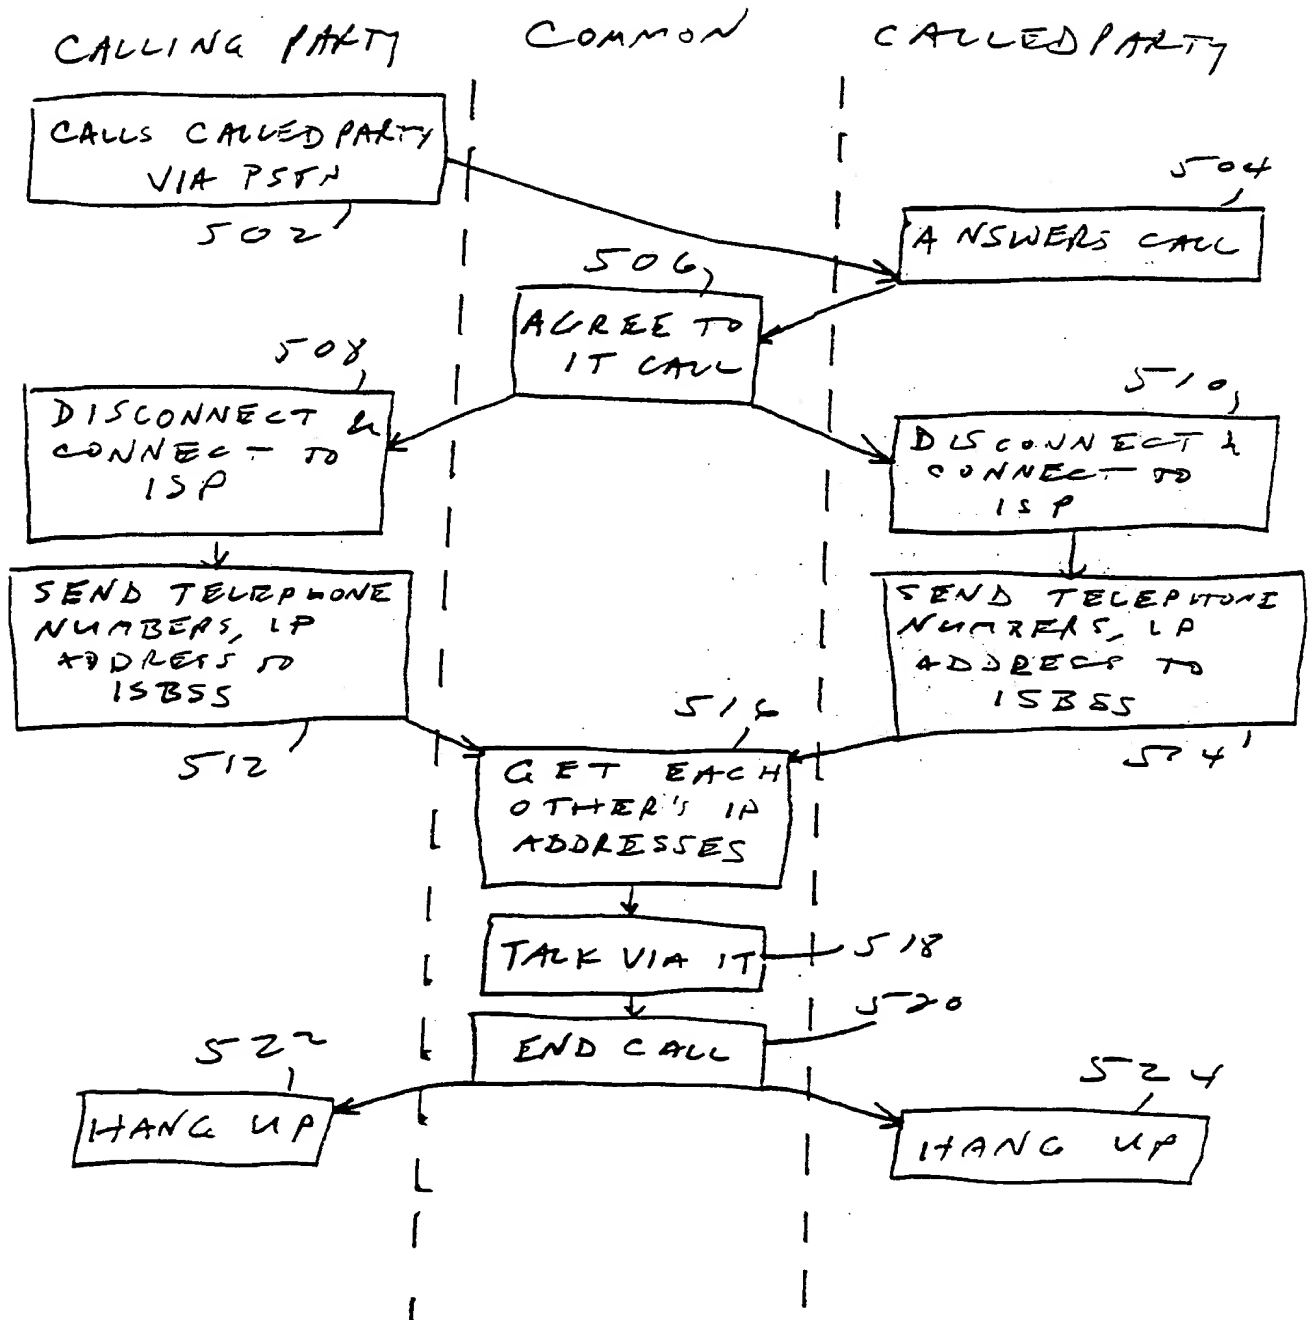 CALLING PARTY
COMMON
CALLED PARTY
CALLS CALLED PARTY
VIA PSTN
502
504
ANSWERS CALL
506
AGREE TO
IT CALL
508
DISCONNECT &
CONNECT TO
ISP
510
DISCONNECT &
CONNECT TO
ISP
SEND TELEPHONE
NUMBERS, IP
ADDRESS TO
ISBSS
512
SEND TELEPHONE
NUMBERS, IP
ADDRESS TO
ISBSS
514
516
GET EACH
OTHER'S IP
ADDRESSES
TALK VIA IT
518
END CALL
520
522
HANG UP
524
HANG UP